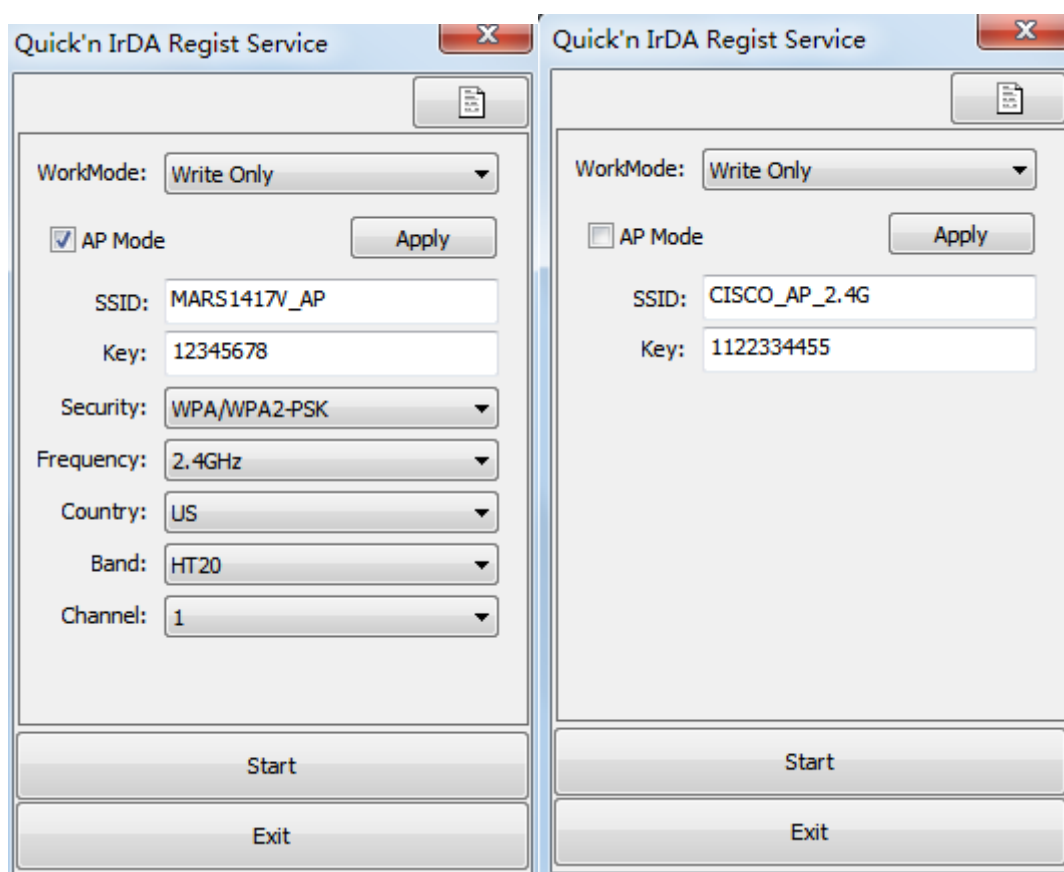 Quick'n IrDA Regist Service
WorkMode: Write Only
AP Mode Apply
SSID: MARS1417V_AP
Key: 12345678
Security: WPA/WPA2-PSK
Frequency: 2.4GHz
Country: US
Band: HT20
Channel: 1
Start
Exit
Quick'n IrDA Regist Service
WorkMode: Write Only
AP Mode Apply
SSID: CISCO_AP_2.4G
Key: 1122334455
Start
Exit